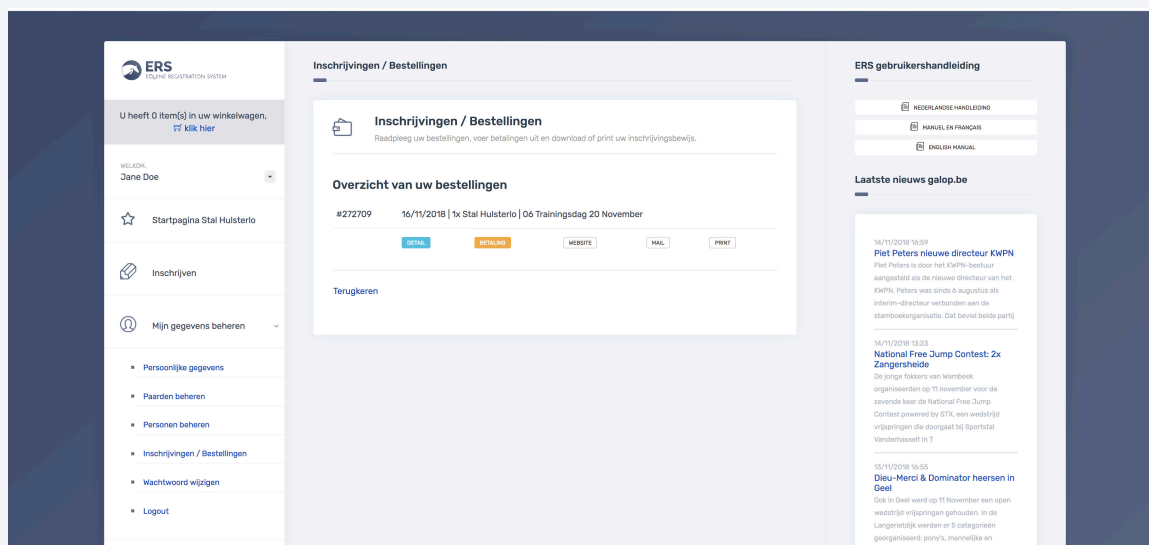 ERS
EQUINE REGISTRATION SYSTEM
U heeft 0 item(s) in uw winkelwagen,
klik hier
WELKOM,
Jane Doe
Startpagina Stal Hulsterlo
Inschrijven
Mijn gegevens beheren
Persoonlijke gegevens
Paarden beheren
Personen beheren
Inschrijvingen / Bestellingen
Wachtwoord wijzigen
Logout
Inschrijvingen / Bestellingen
Inschrijvingen / Bestellingen
Raadpleeg uw bestellingen, voer betalingen uit en download of print uw inschrijvingsbewijs.
Overzicht van uw bestellingen
#272709 16/11/2018 | 1x Stal Hulsterlo | 06 Trainingsdag 20 November
DETAIL BETALING WEBSITE MAIL PRINT
Terugkeren
ERS gebruikershandleiding
NEDERLANDSE HANDLEIDING
MANUEL EN FRANÇAIS
ENGLISH MANUAL
Laatste nieuws galop.be
14/11/2018 16:59
Piet Peters nieuwe directeur KWPN
Piet Peters is door het KWPN-bestuur
aangesteld als de nieuwe directeur van het
KWPN. Peters was sinds 6 augustus als
interim-directeur verbonden aan de
stamboekorganisatie. Dat beviel beide partij
14/11/2018 13:23
National Free Jump Contest: 2x
Zangersheide
De jonge fokkers van Wambeek
organiseerden op 11 november voor de
zevende keer de National Free Jump
Contest powered by STX, een wedstrijd
vrijspringen die doorgaat bij Sportstal
Vanderhasselt in T
13/11/2018 16:55
Dieu-Merci & Dominator heersen in
Geel
Ook in Geel werd op 11 November een open
wedstrijd vrijspringen gehouden. In de
Langerietdijk werden er 5 categorieën
georganiseerd: pony's, mannelijke en